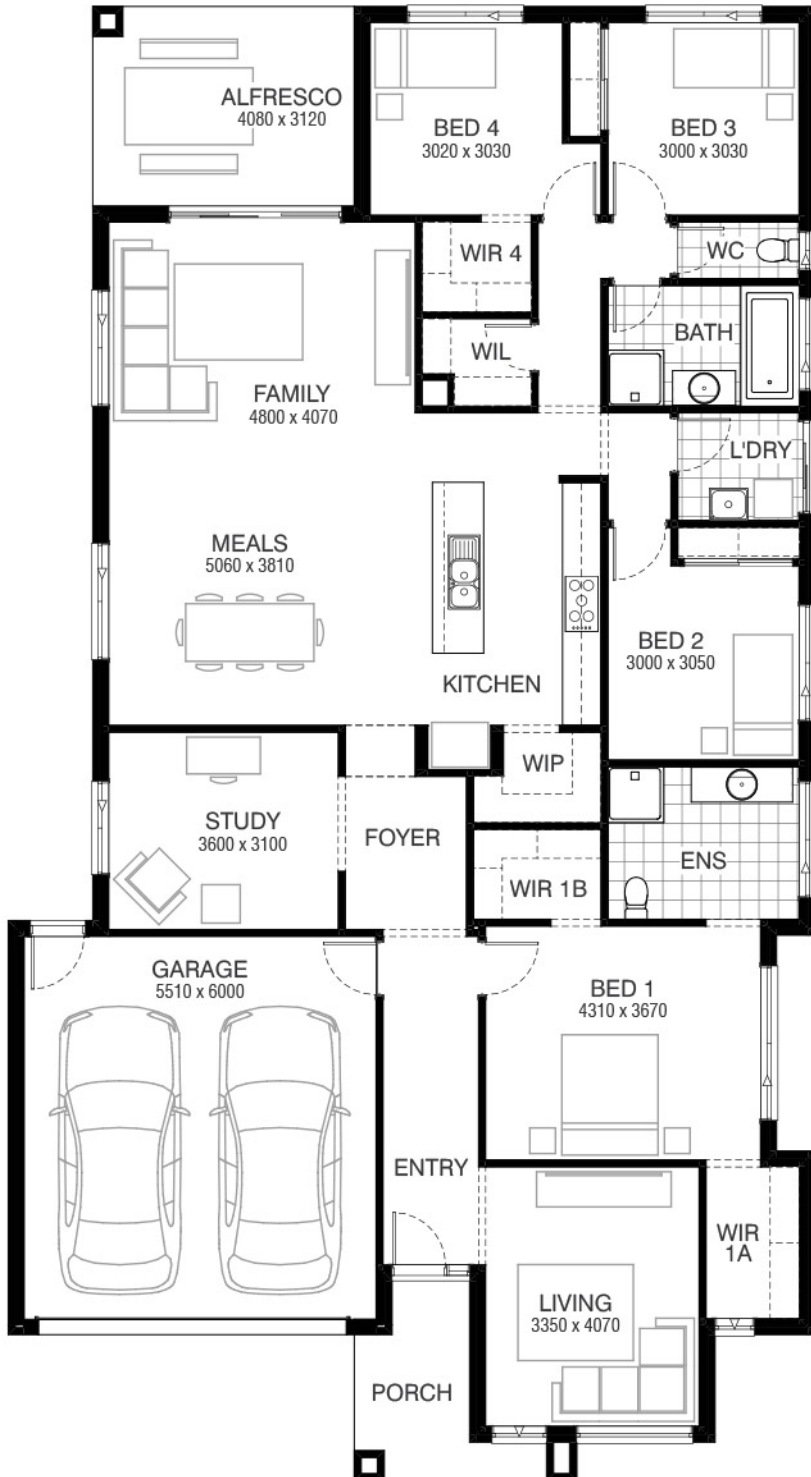 ALFRESCO
4080 x 3120
BED 4
3020 x 3030
BED 3
3000 x 3030
WIR 4
WC
WIL
BATH
FAMILY
4800 x 4070
L'DRY
MEALS
5060 x 3810
BED 2
3000 x 3050
KITCHEN
WIP
STUDY
3600 x 3100
FOYER
WIR 1B
ENS
GARAGE
5510 x 6000
BED 1
4310 x 3670
ENTRY
WIR
1A
LIVING
3350 x 4070
PORCH